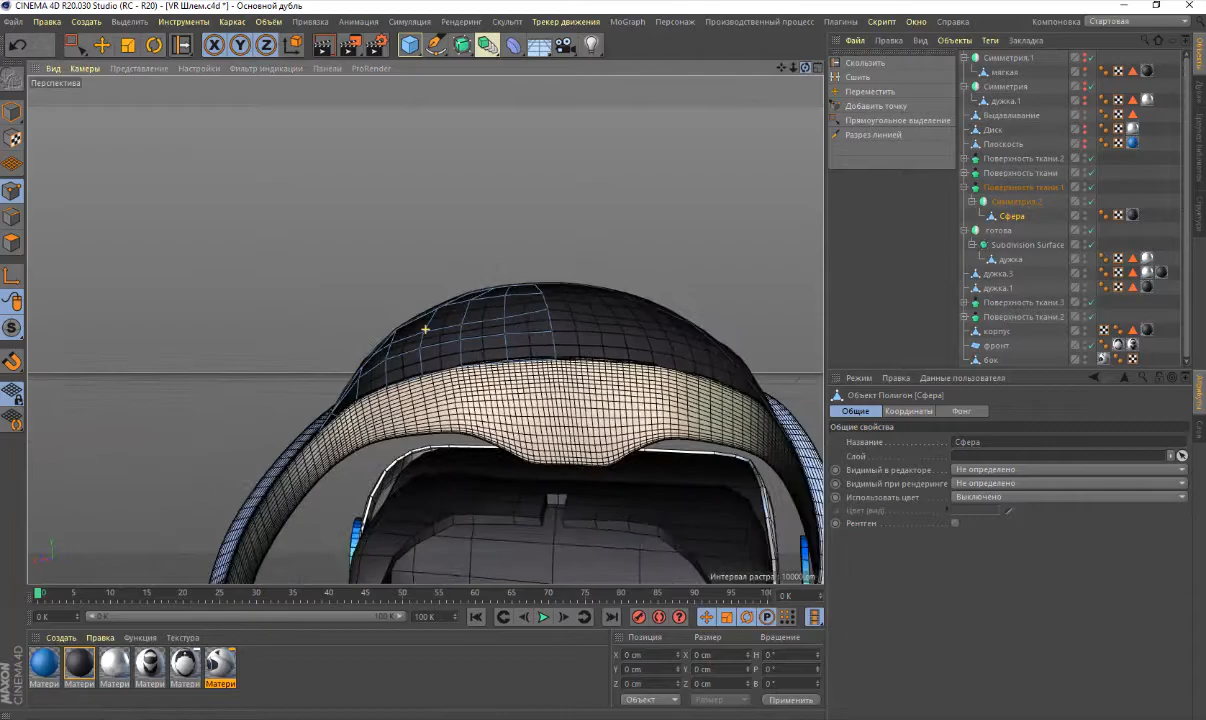 CINEMA 4D R20.030 Studio (RC - R20) - [VR Шлем.c4d *] - Основной дубль
Правка Создать Выделить Инструменты Каркас Объём Привязка Анимация Симуляция Рендеринг Скульпт Трекер движения MoGraph Персонаж Производственный процесс Плагины Скрипт Окно Справка Компоновка Стартовая
X Y Z
Файл Правка Вид Объекты Теги Закладка
Вид Камеры Представление Настройки Фильтр индикации Панели ProRender
Перспектива
Скользить
Сшить
Переместить
Добавить точку
Прямоугольное выделение
Разрез линией
Симметрия.1
мягкая
Симметрия
дужка.1
Выдавливание
Диск
Плоскость
Поверхность ткани.2
Поверхность ткани
Поверхность ткани.1
Симметрия.2
Сфера
готова
Subdivision Surface
дужка
дужка.3
дужка.1
Поверхность ткани.3
Поверхность ткани.2
корпус
фронт
бок
Режим Правка Данные пользователя
Объект Полигон [Сфера]
Общие Координаты Фонг
Общие свойства
Название Сфера
Слой
Видимый в редакторе Не определено
Видимый при рендеринге Не определено
Использовать цвет Выключено
Цвет (вид)
Рентген
Интервал растра : 10000 cm
0 5 10 15 20 25 30 35 40 45 50 55 60 65 70 75 80 85 90 95 100 0 K
0 K 0 K 100 K 100 K
P
Создать Правка Функция Текстура
Матери Матери Матери Матери Матери Матери
Позиция Размер Вращение
X 0 cm X 0 cm H 0 °
Y 0 cm Y 0 cm P 0 °
Z 0 cm Z 0 cm B 0 °
Объект Размер Применить
MAXON
CINEMA 4D